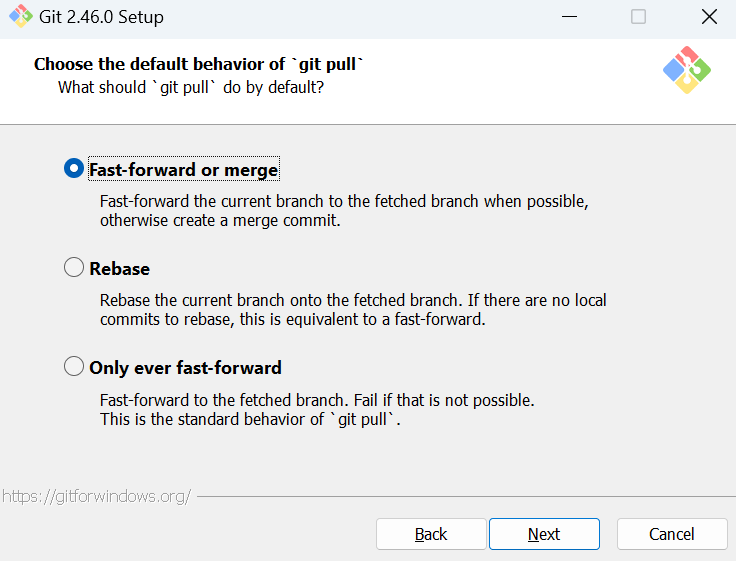 Git 2.46.0 Setup
Choose the default behavior of `git pull`
What should `git pull` do by default?
Fast-forward or merge
Fast-forward the current branch to the fetched branch when possible,
otherwise create a merge commit.
Rebase
Rebase the current branch onto the fetched branch. If there are no local
commits to rebase, this is equivalent to a fast-forward.
Only ever fast-forward
Fast-forward to the fetched branch. Fail if that is not possible.
This is the standard behavior of `git pull`.
https://gitforwindows.org/
Back Next Cancel